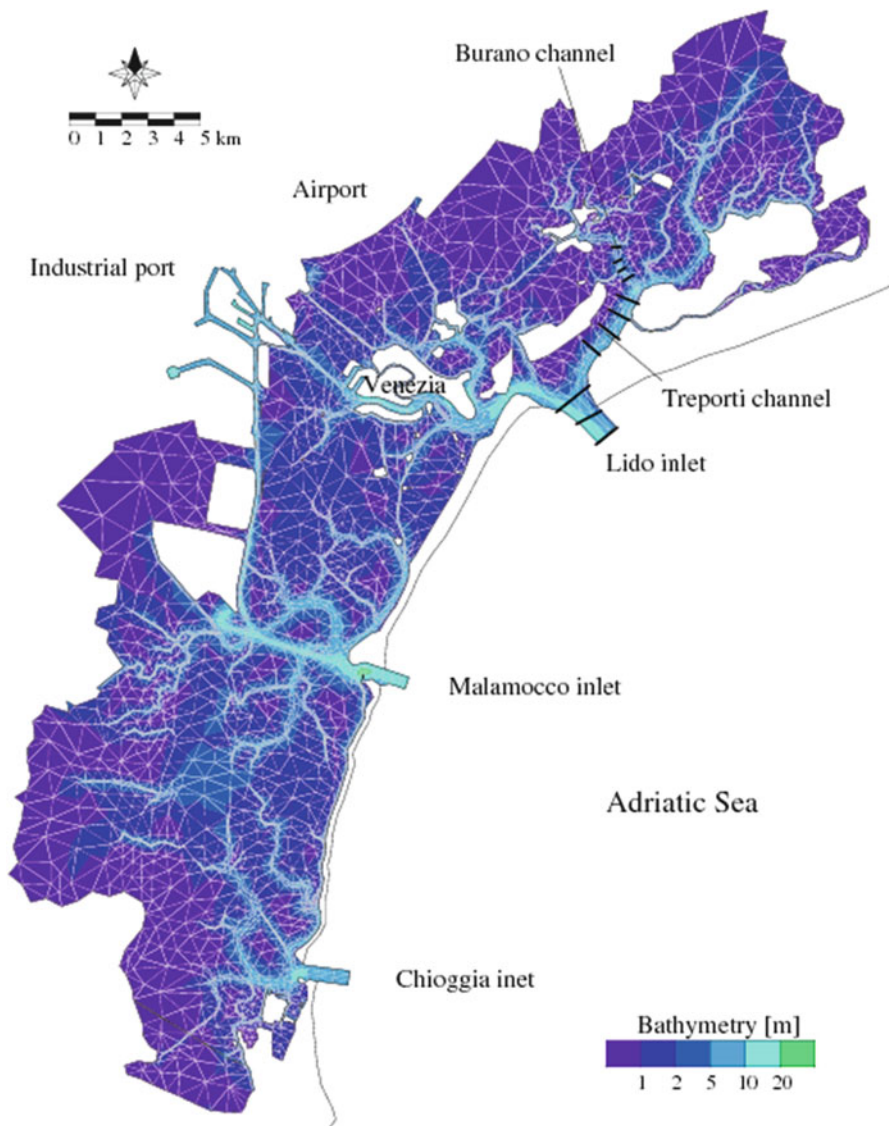 Burano channel
0 1 2 3 4 5 km
Airport
Industrial port
Venezia
Treporti channel
Lido inlet
Malamocco inlet
Adriatic Sea
Chioggia inet
Bathymetry [m]
1 2 5 10 20